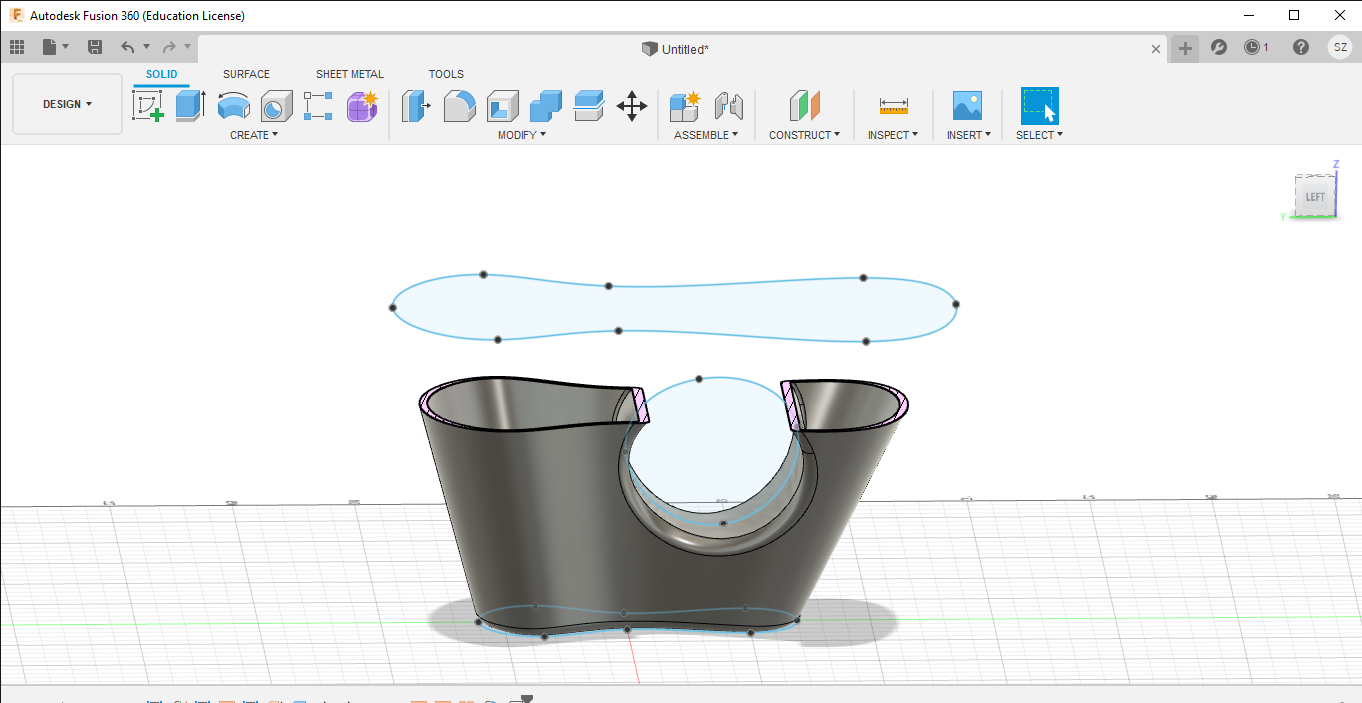 Autodesk Fusion 360 (Education License)
Untitled*
1
SZ
DESIGN
SOLID SURFACE SHEET METAL TOOLS
CREATE MODIFY ASSEMBLE CONSTRUCT INSPECT INSERT SELECT
Z
LEFT
Y